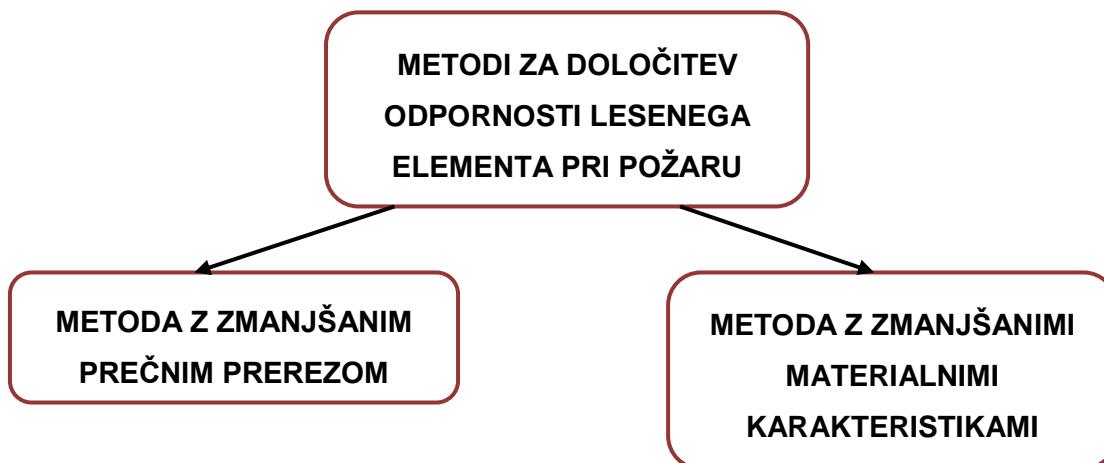 METODI ZA DOLOČITEV
ODPORNOSTI LESENEGA
ELEMENTA PRI POŽARU
METODA Z ZMANJŠANIM
PREČNIM PREREZOM
METODA Z ZMANJŠANIMI
MATERIALNIMI
KARAKTERISTIKAMI